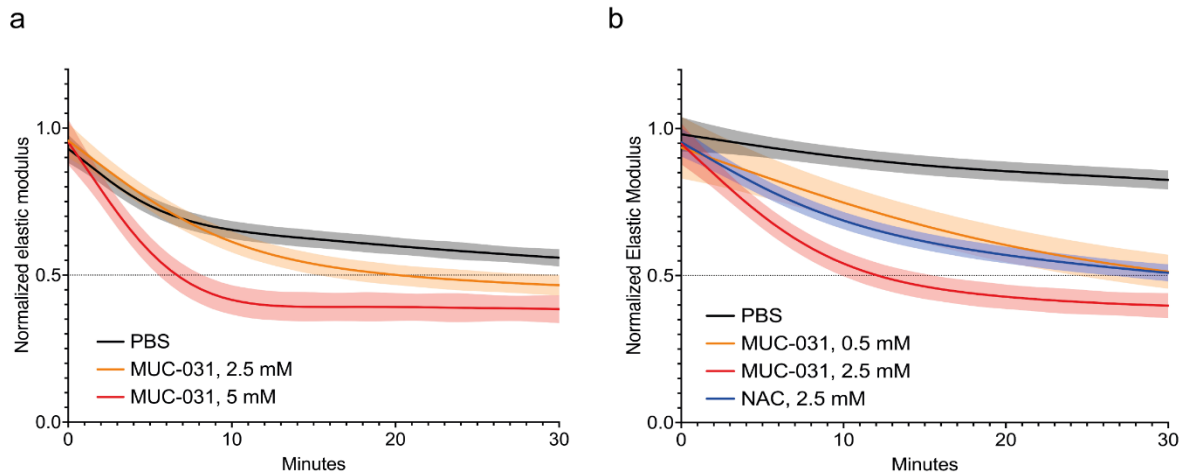 a
Normalized elastic modulus
1.0
0.5
0.0
PBS
MUC-031, 2.5 mM
MUC-031, 5 mM
0
10
20
30
Minutes
b
Normalized Elastic Modulus
1.0
0.5
0.0
PBS
MUC-031, 0.5 mM
MUC-031, 2.5 mM
NAC, 2.5 mM
0
10
20
30
Minutes